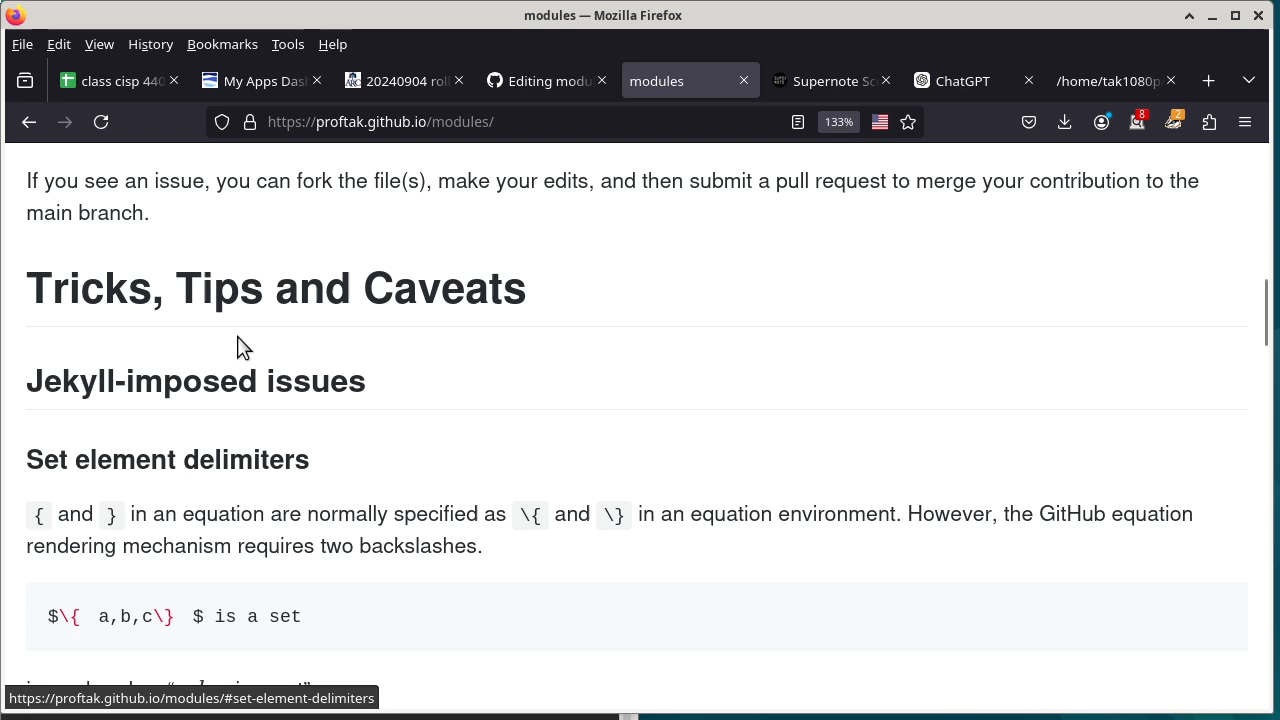 modules — Mozilla Firefox
File Edit View History Bookmarks Tools Help
class cisp 440 My Apps Das 20240904 rol Editing modu modules Supernote Sc ChatGPT /home/tak1080p
https://proftak.github.io/modules/ 133% 8 2
If you see an issue, you can fork the file(s), make your edits, and then submit a pull request to merge your contribution to the
main branch.
Tricks, Tips and Caveats
Jekyll-imposed issues
Set element delimiters
{ and } in an equation are normally specified as \{ and \} in an equation environment. However, the GitHub equation
rendering mechanism requires two backslashes.
$\{ a,b,c\} $ is a set
https://proftak.github.io/modules/#set-element-delimiters